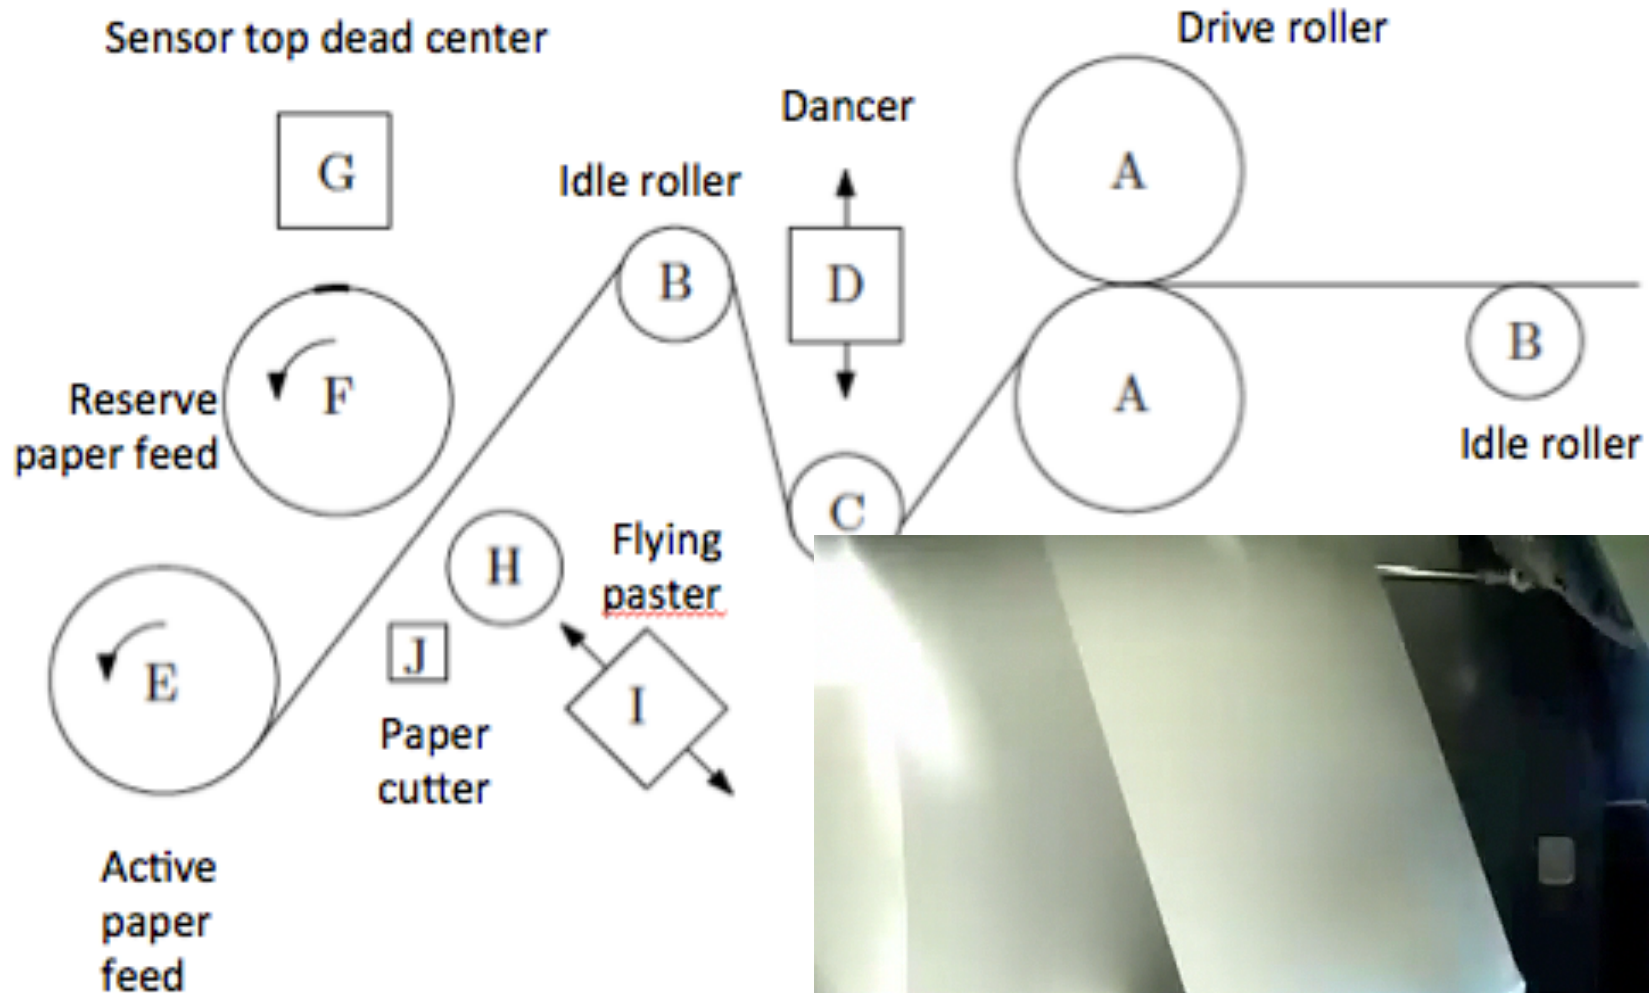 Sensor top dead center
Drive roller
Dancer
G
Idle roller
A
B
D
Reserve
paper feed
F
A
B
Idle roller
C
H
Flying
paster
E
J
I
Paper
cutter
Active
paper
feed